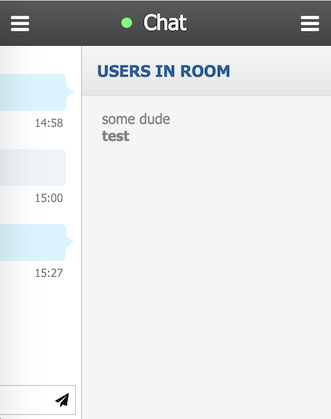 Chat
14:58
15:00
15:27
USERS IN ROOM
some dude
test